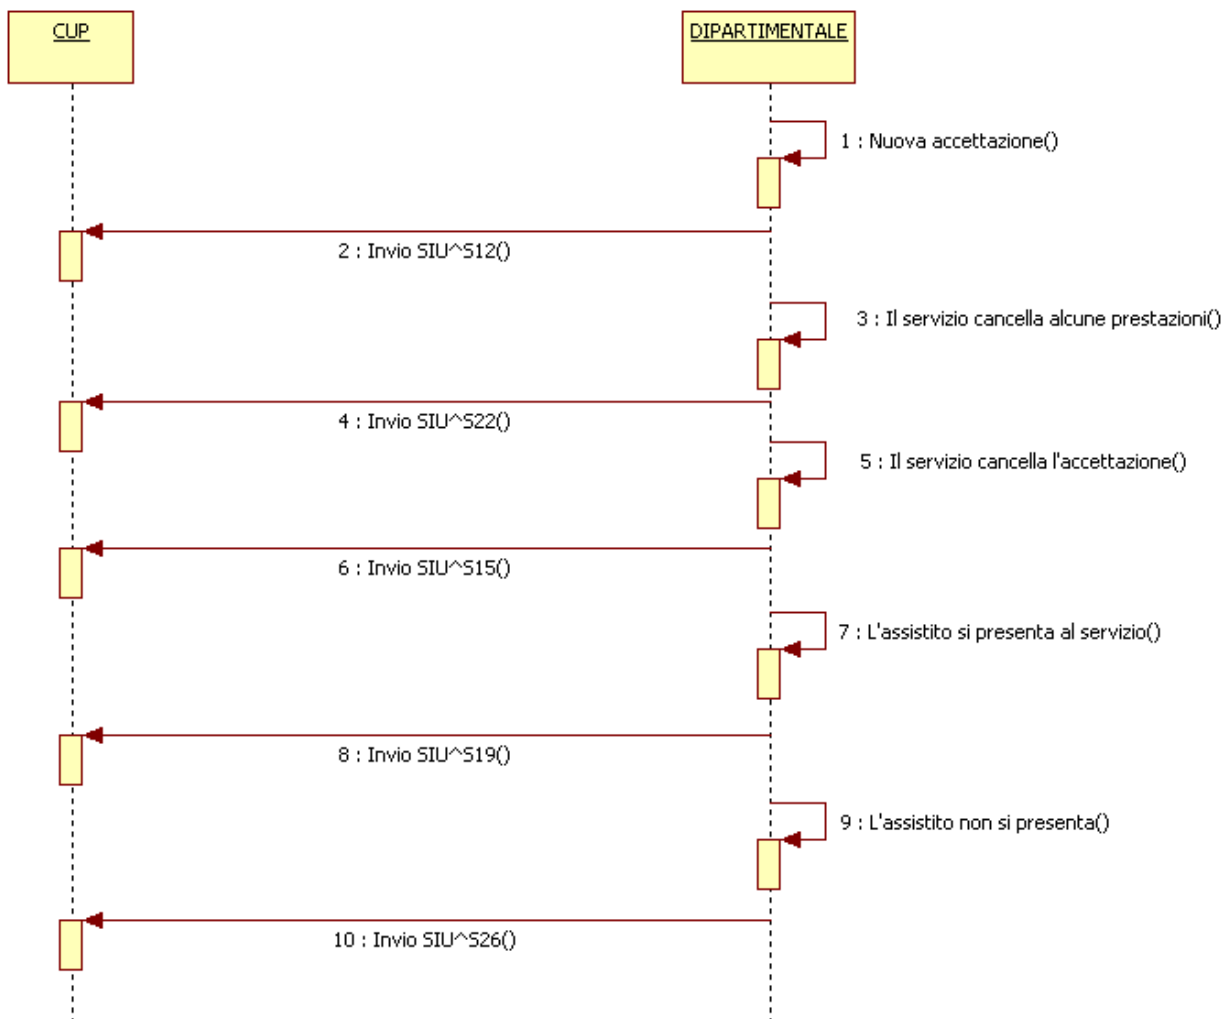 CUP
DIPARTIMENTALE
1 : Nuova accettazione()
2 : Invio SIU^S12()
3 : Il servizio cancella alcune prestazioni()
4 : Invio SIU^S22()
5 : Il servizio cancella l'accettazione()
6 : Invio SIU^S15()
7 : L'assistito si presenta al servizio()
8 : Invio SIU^S19()
9 : L'assistito non si presenta()
10 : Invio SIU^S26()